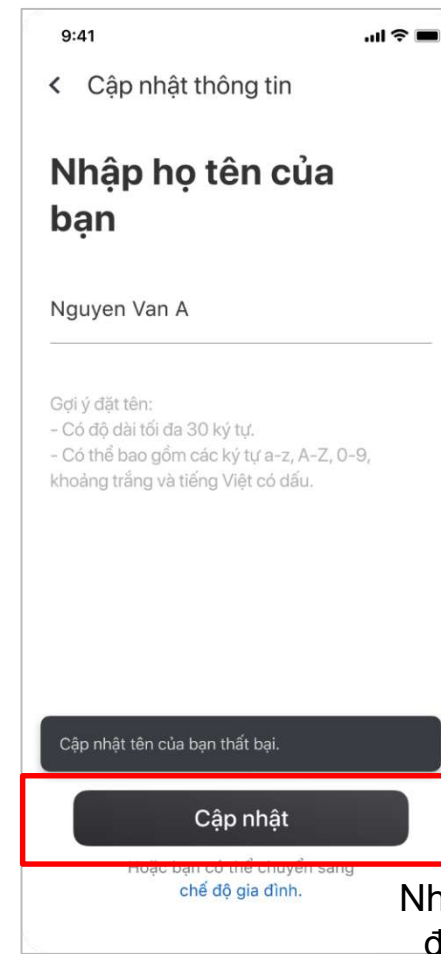 9:41
Cập nhật thông tin
Nhập họ tên của
bạn
Nguyen Van A
Gợi ý đặt tên:
- Có độ dài tối đa 30 ký tự.
- Có thể bao gồm các ký tự a-z, A-Z, 0-9,
khoảng trắng và tiếng Việt có dấu.
Cập nhật tên của bạn thất bại.
Cập nhật
Hoặc bạn có thể chuyển sang
chế độ gia đình.